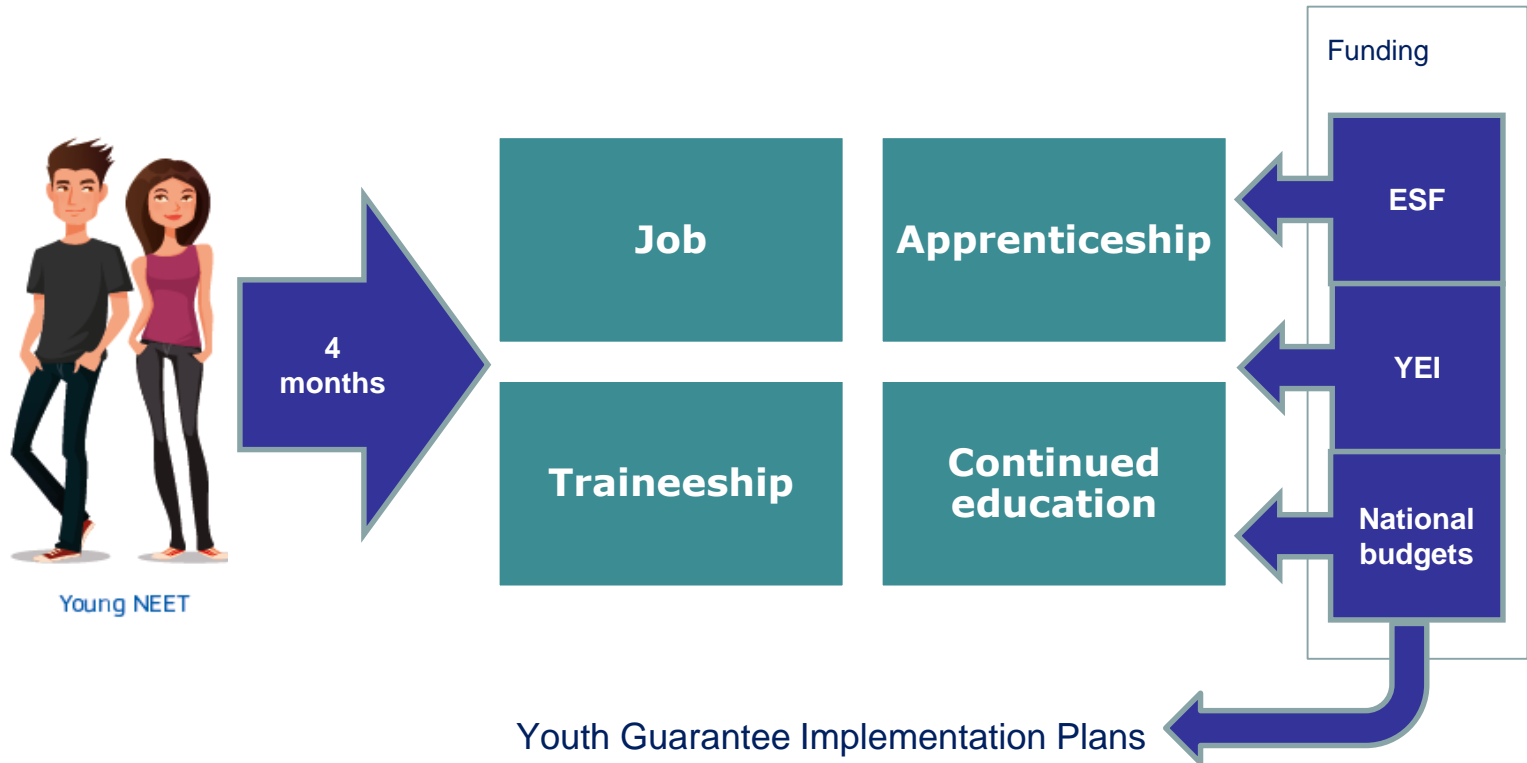 Funding
Job
Apprenticeship
ESF
4
months
YEI
Traineeship
Continued
education
National
budgets
Young NEET
Youth Guarantee Implementation Plans